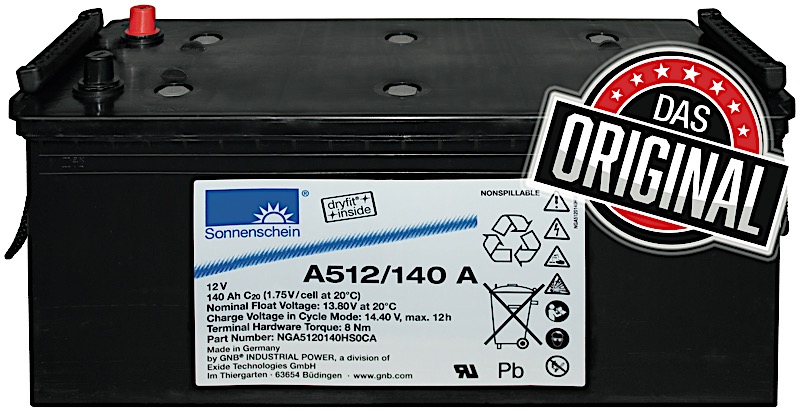 DAS
ORIGINAL
Sonnenschein
®
dryfit®
inside
NONSPILLABLE
A512/140 A
12 V
140 Ah C20 (1.75V/cell at 20°C)
Nominal Float Voltage: 13.80V at 20°C
Charge Voltage in Cycle Mode: 14.40 V, max. 12h
Terminal Hardware Torque: 8 Nm
Part Number: NGA5120140HS0CA
Made in Germany
by GNB® INDUSTRIAL POWER, a division of
Exide Technologies GmbH
Im Thiergarten · 63654 Büdingen · www.gnb.com
Pb